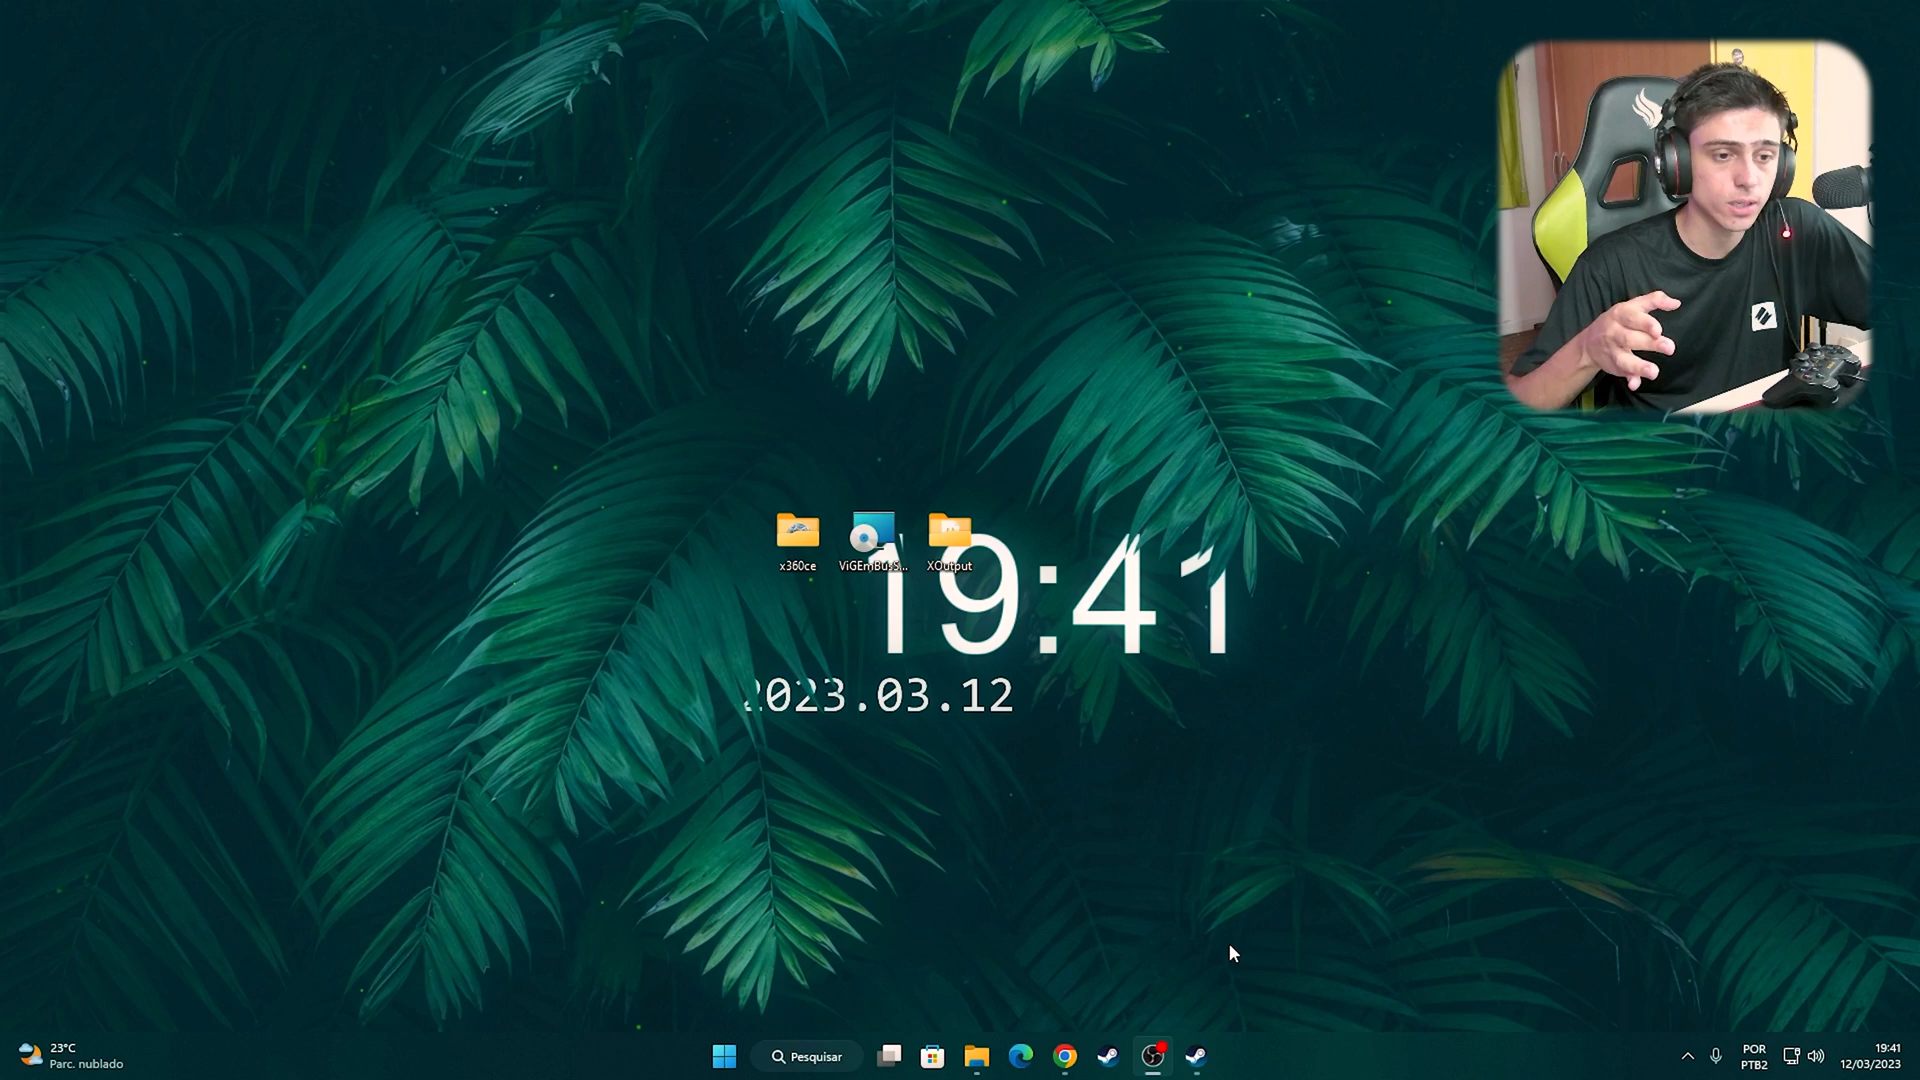 x360ce
ViGEmBusS...
XOutput
19:41
2023.03.12
23°C
Parc. nublado
Pesquisar
POR
PTB2
19:41
12/03/2023